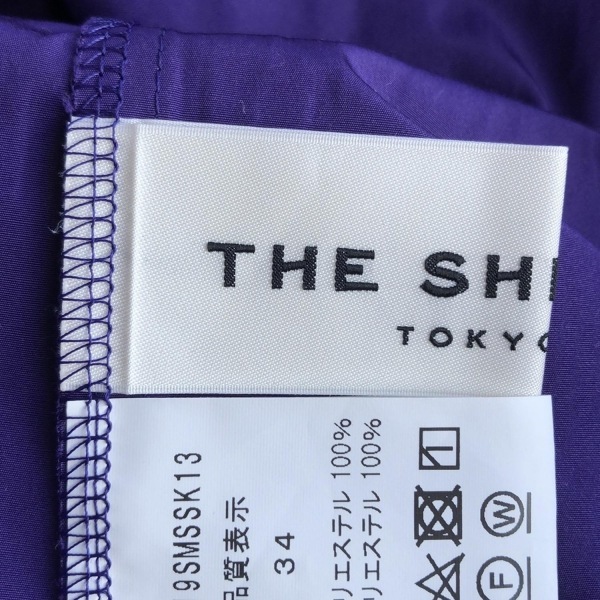 THE SH
TOKYO
9SMSSK13
品質表示
34
リエステル 100%
リエステル 100%
W
F